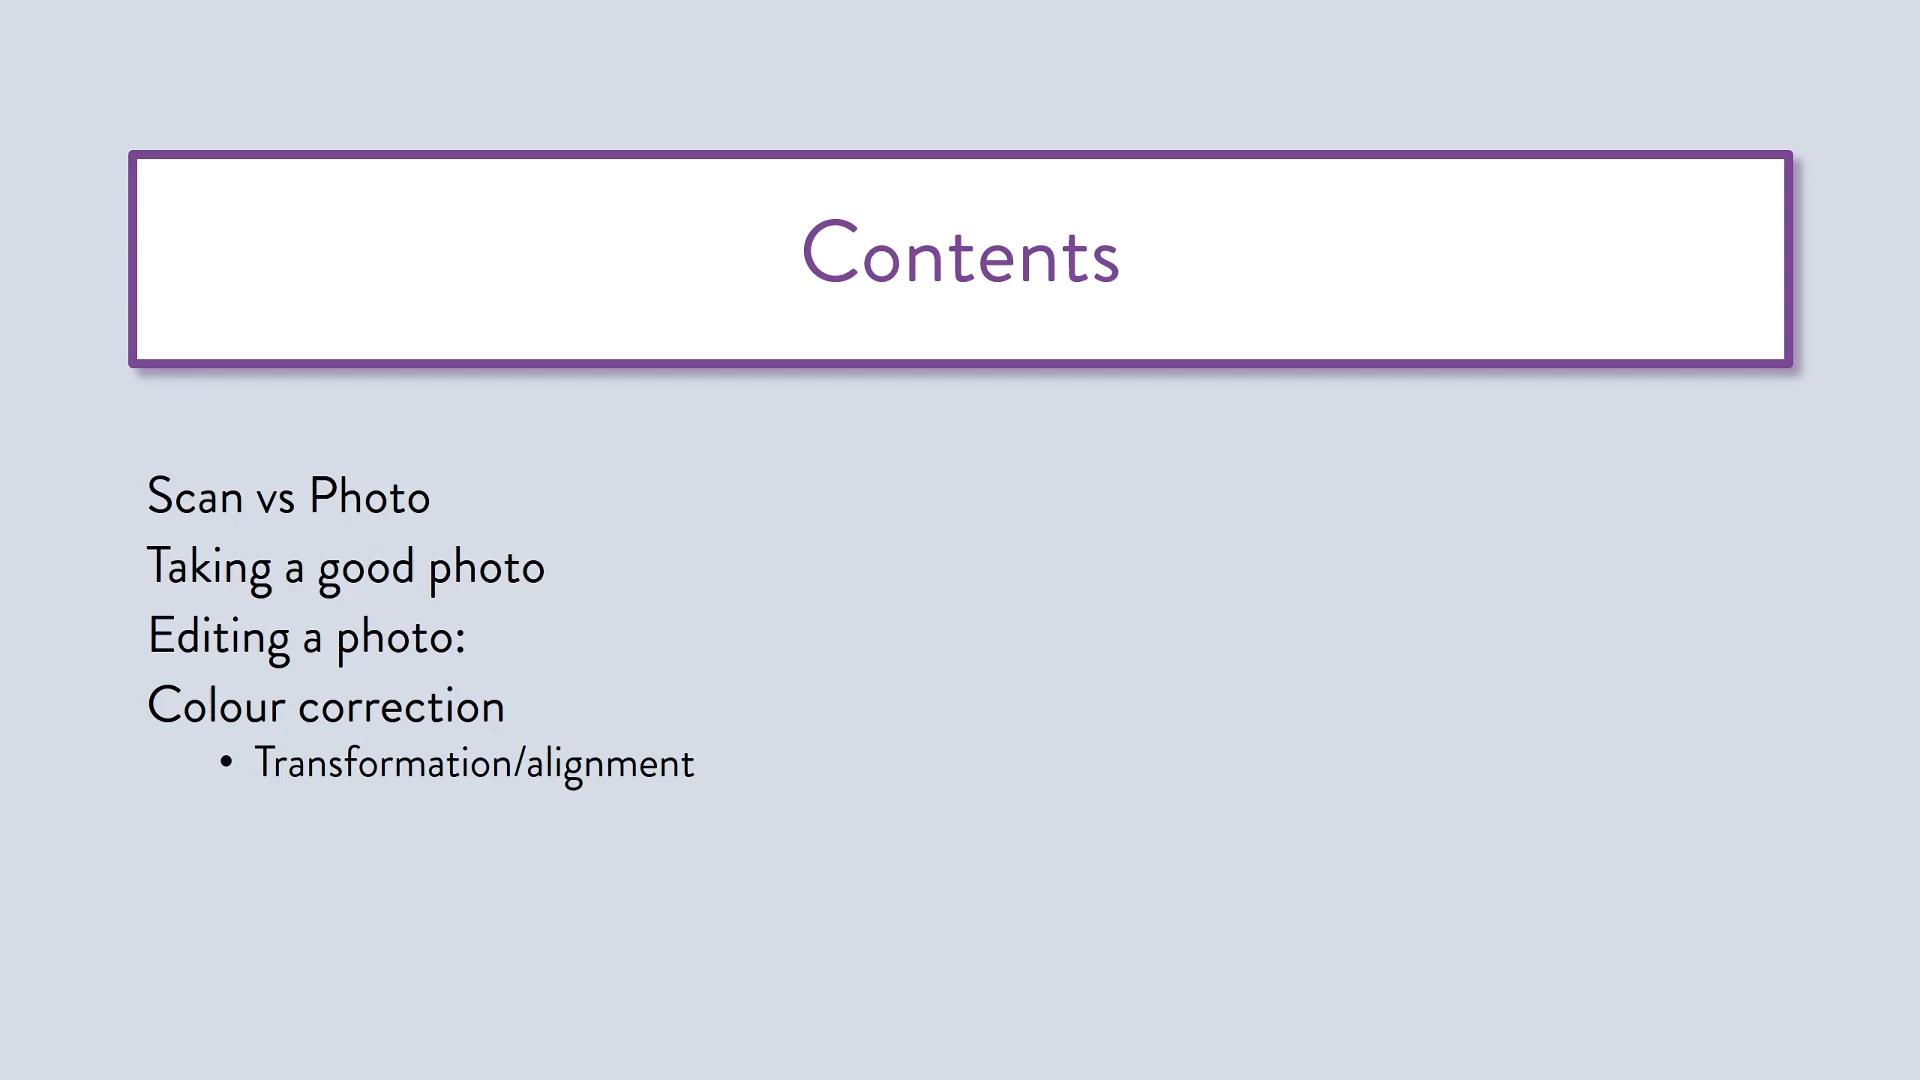 Contents
Scan vs Photo
Taking a good photo
Editing a photo:
Colour correction
• Transformation/alignment